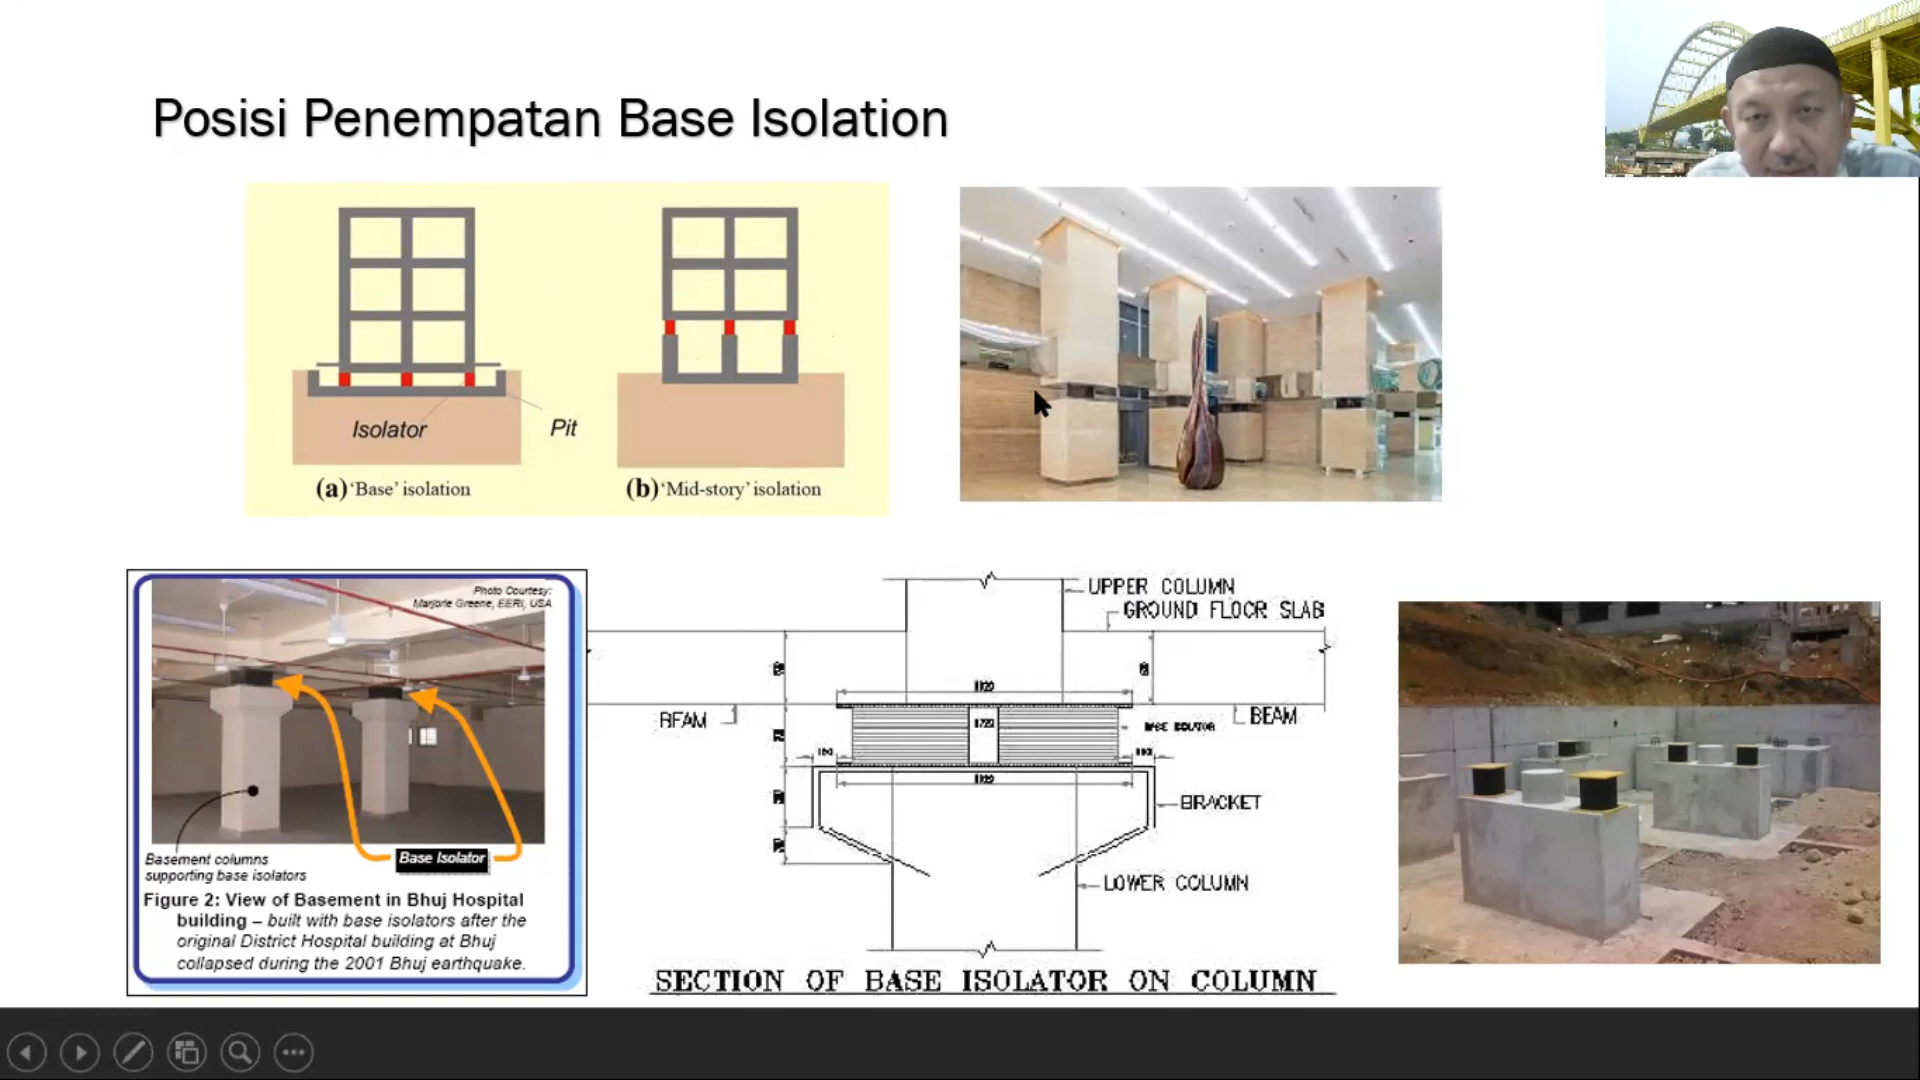 Posisi Penempatan Base Isolation
Isolator
Pit
(a) 'Base' isolation
(b) 'Mid-story' isolation
Photo Courtesy:
Marjorie Greene, EERI, USA
Base Isolator
Basement columns
supporting base isolators
Figure 2: View of Basement in Bhuj Hospital
building – built with base isolators after the
original District Hospital building at Bhuj
collapsed during the 2001 Bhuj earthquake.
UPPER COLUMN
GROUND FLOOR SLAB
BEAM
BEAM
BASE ISOLATOR
BRACKET
LOWER COLUMN
SECTION OF BASE ISOLATOR ON COLUMN